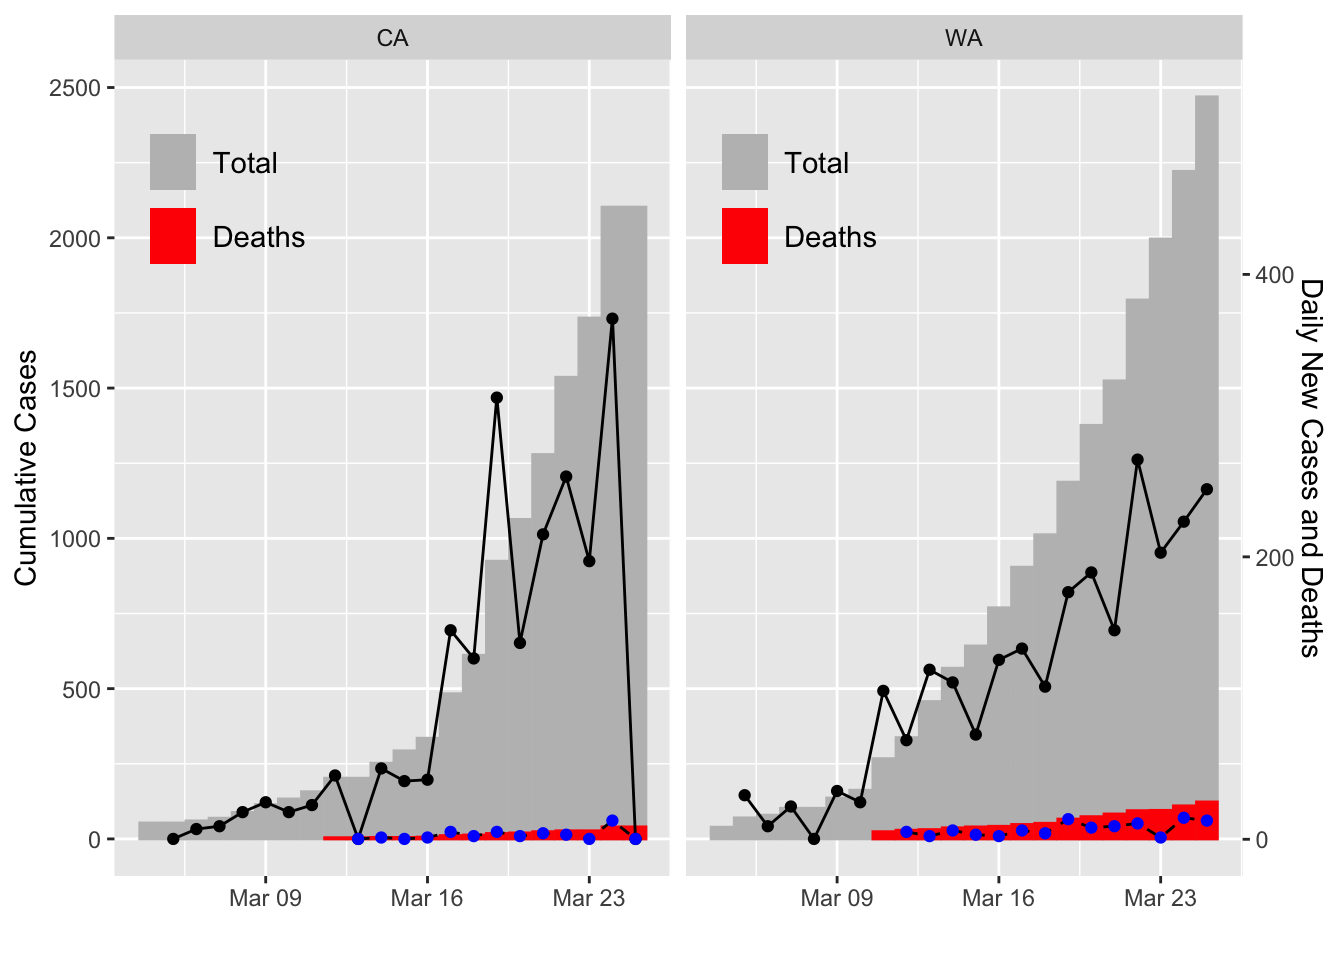 CA
WA
2500
2000
1500
1000
500
0
Cumulative Cases
Total
Deaths
Total
Deaths
400
200
0
Daily New Cases and Deaths
Mar 09
Mar 16
Mar 23
Mar 09
Mar 16
Mar 23